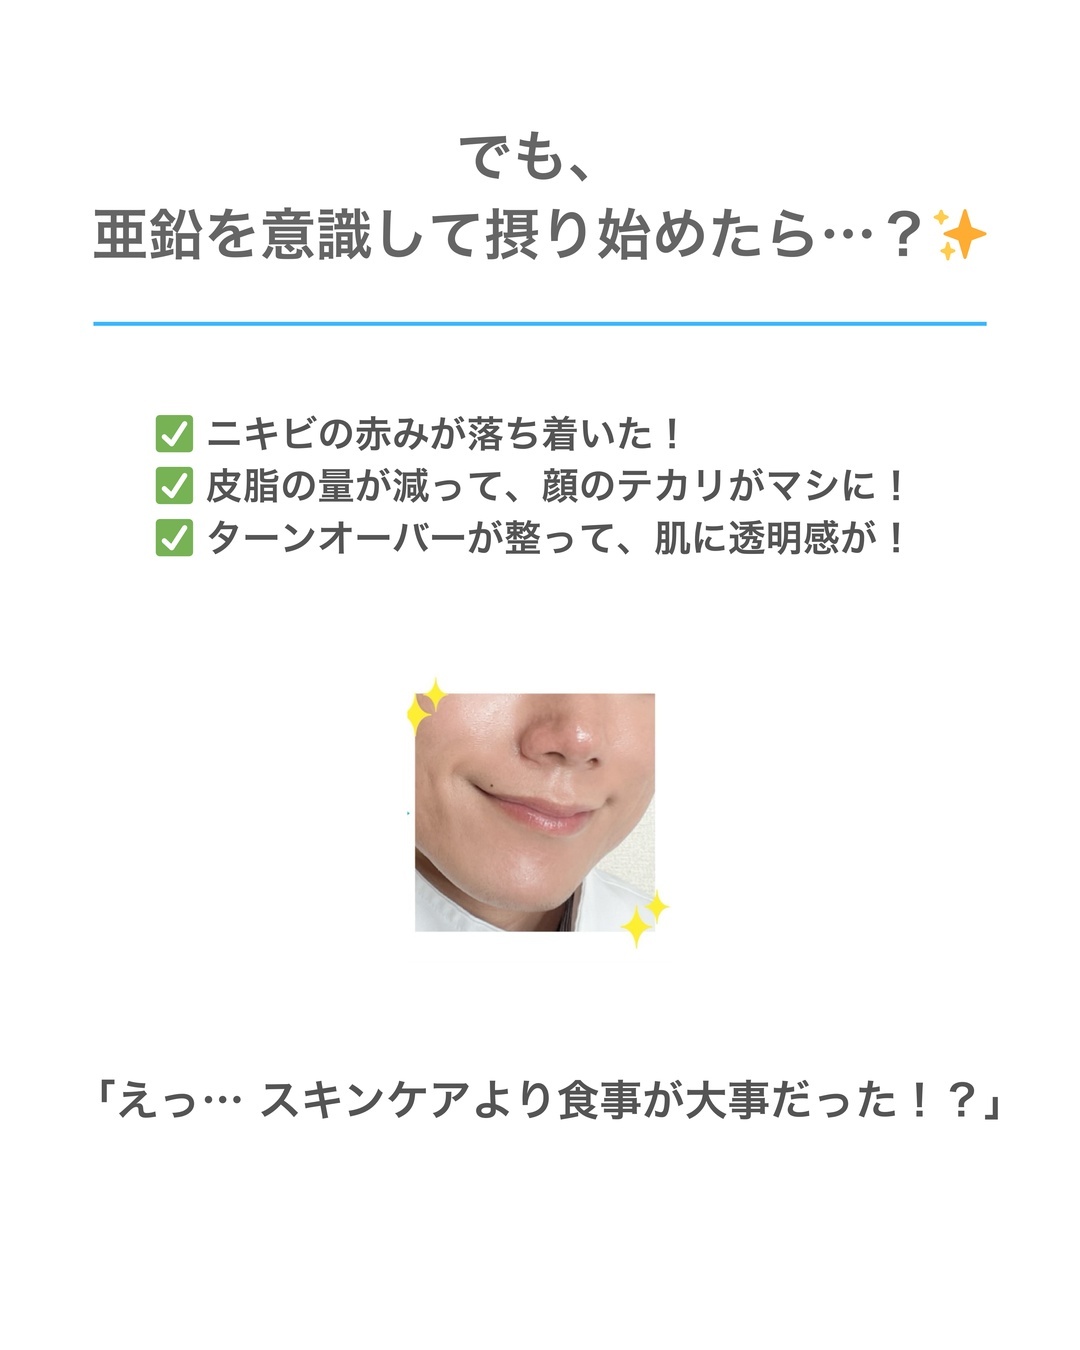 でも、
亜鉛を意識して摂り始めたら…？✨
✅ ニキビの赤みが落ち着いた！
✅ 皮脂の量が減って、顔のテカリがマシに！
✅ ターンオーバーが整って、肌に透明感が！
「えっ… スキンケアより食事が大事だった！？」